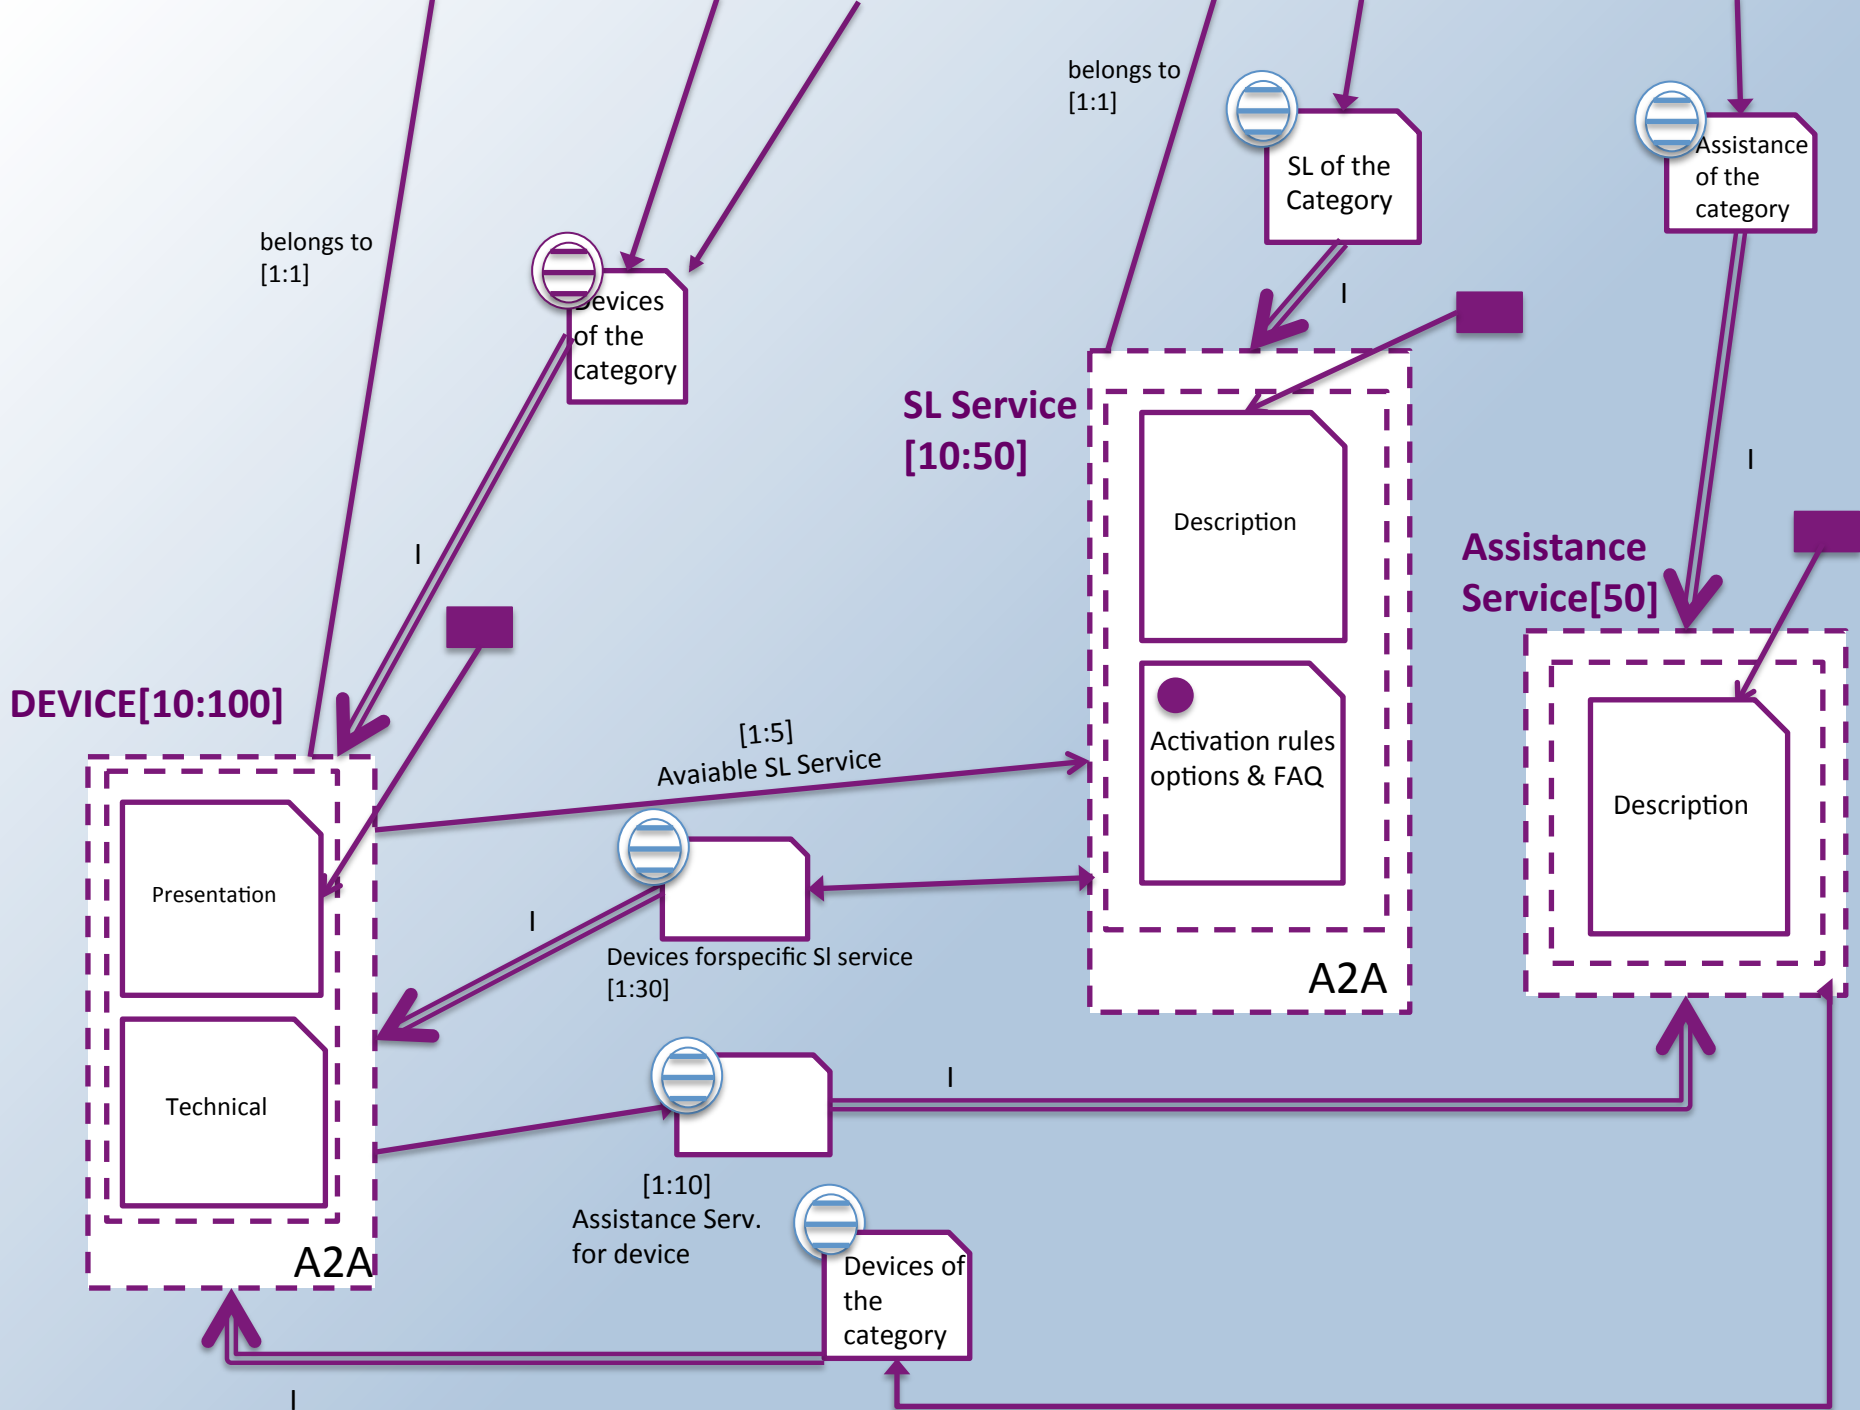 belongs to
[1:1]
SL of the
Category
Assistance
of the
category
belongs to
[1:1]
Devices
of the
category
I
I
I
SL Service
[10:50]
Description
Assistance
Service[50]
DEVICE[10:100]
[1:5]
Avaiable SL Service
Activation rules
options & FAQ
Description
Presentation
I
Devices forspecific Sl service
[1:30]
A2A
Technical
I
[1:10]
Assistance Serv.
for device
A2A
Devices of
the
category
I